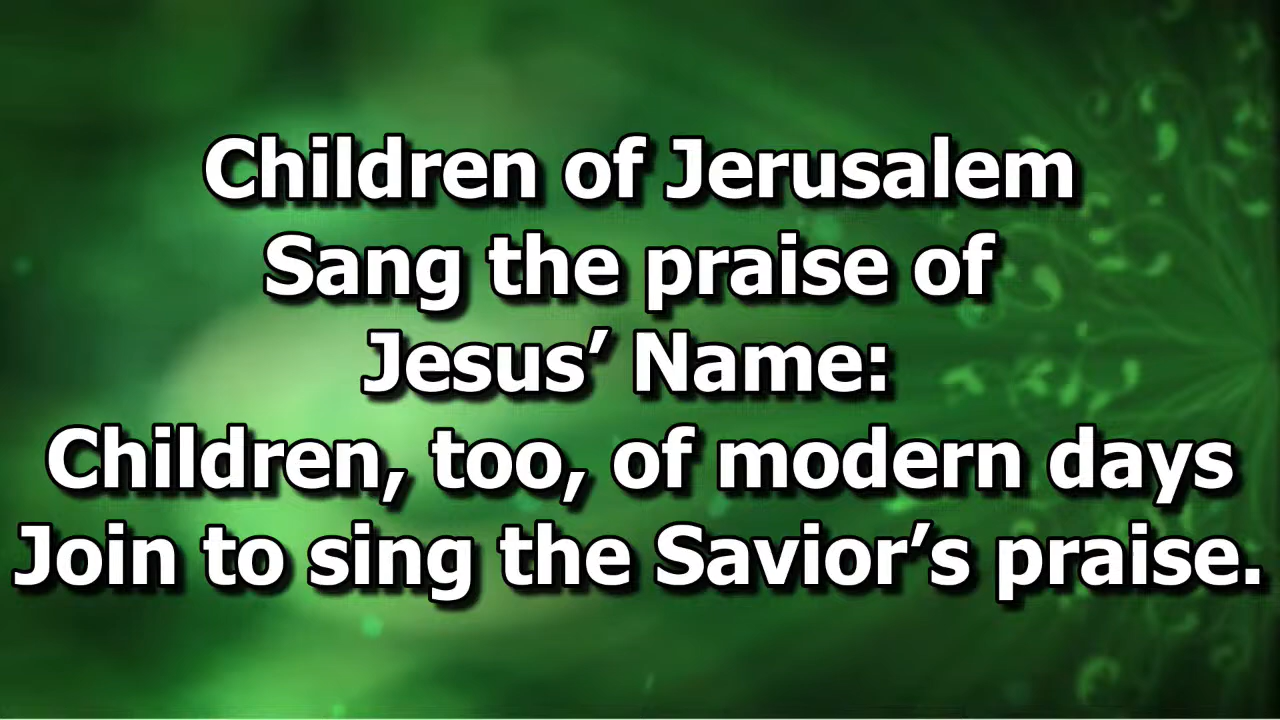 Children of Jerusalem
Sang the praise of
Jesus’ Name:
Children, too, of modern days
Join to sing the Savior’s praise.